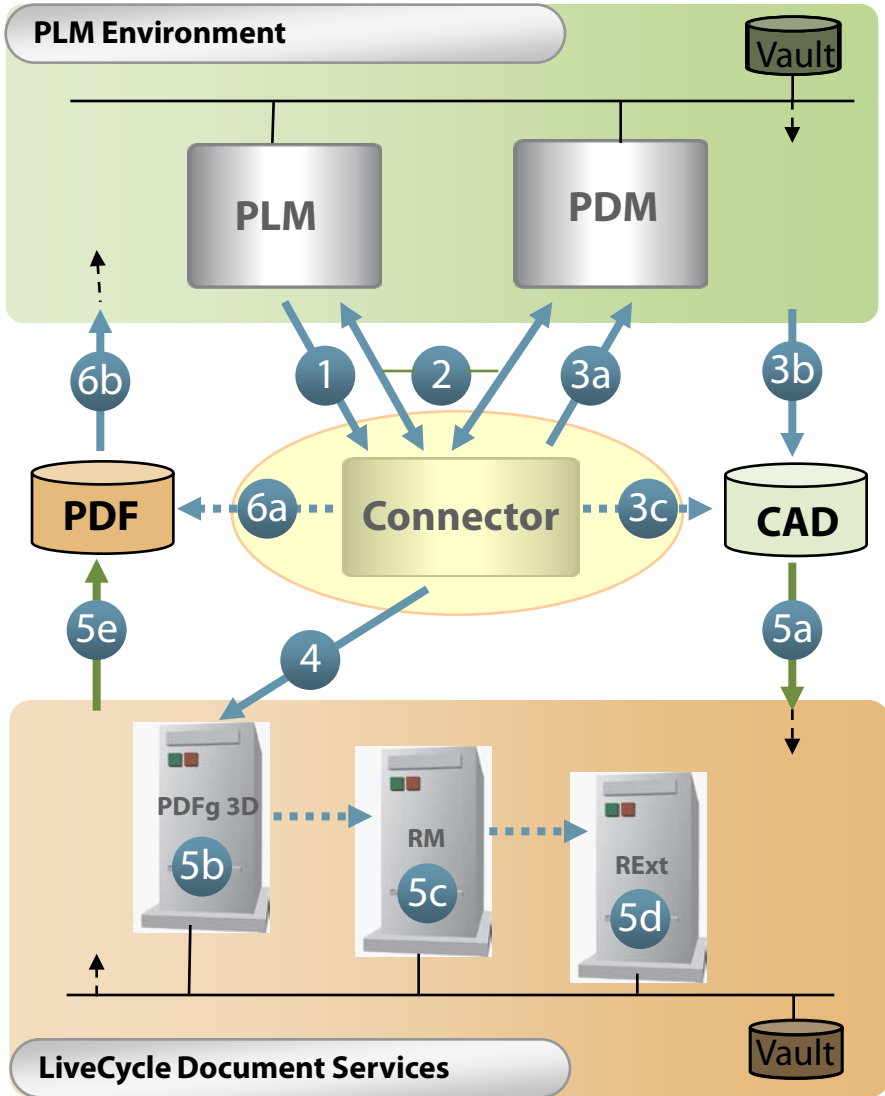 PLM Environment
Vault
PLM
PDM
1
2
3a
3b
6b
PDF
6a
Connector
3c
CAD
5e
4
5a
PDFg 3D
5b
RM
5c
RExt
5d
LiveCycle Document Services
Vault